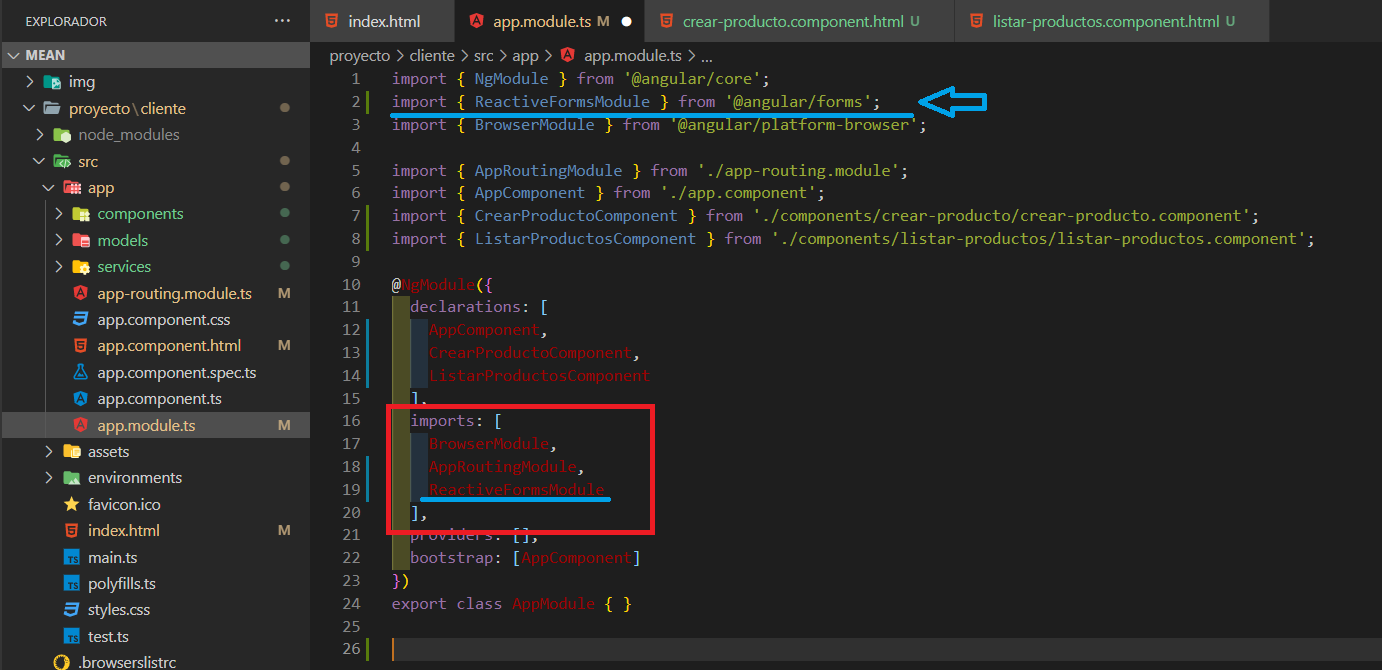 EXPLORADOR ...
MEAN
img
proyecto\cliente
node_modules
src
app
components
models
services
app-routing.module.ts M
app.component.css
app.component.html M
app.component.spec.ts
app.component.ts
app.module.ts M
assets
environments
favicon.ico
index.html M
main.ts
polyfills.ts
styles.css
test.ts
.browserslistrc
index.html app.module.ts M crear-producto.component.html U listar-productos.component.html U
proyecto > cliente > src > app > app.module.ts > ...
1 import { NgModule } from '@angular/core';
2 import { ReactiveFormsModule } from '@angular/forms';
3 import { BrowserModule } from '@angular/platform-browser';
4
5 import { AppRoutingModule } from './app-routing.module';
6 import { AppComponent } from './app.component';
7 import { CrearProductoComponent } from './components/crear-producto/crear-producto.component';
8 import { ListarProductosComponent } from './components/listar-productos/listar-productos.component';
9
10 @NgModule({
11 declarations: [
12 AppComponent,
13 CrearProductoComponent,
14 ListarProductosComponent
15 ],
16 imports: [
17 BrowserModule,
18 AppRoutingModule,
19 ReactiveFormsModule
20 ],
21 providers: [],
22 bootstrap: [AppComponent]
23 })
24 export class AppModule { }
25
26